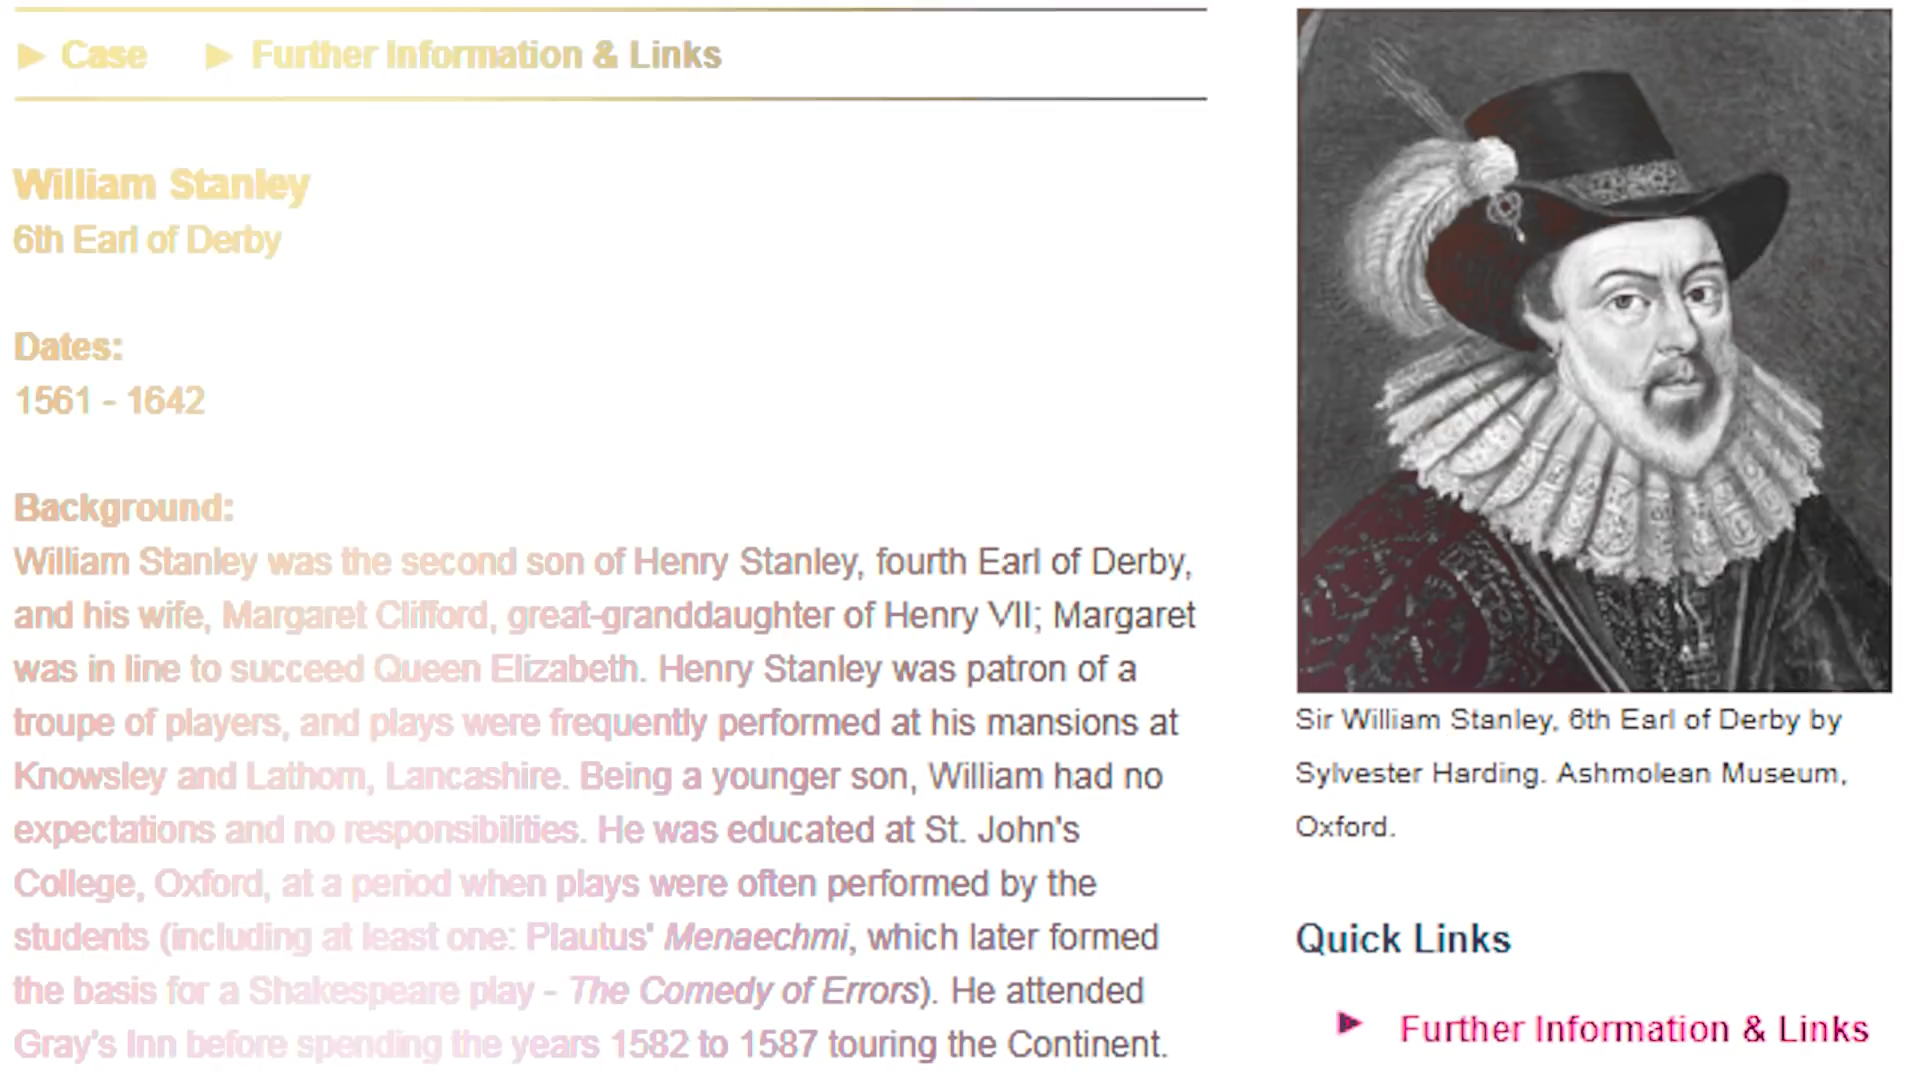 ► Case ► Further Information & Links
William Stanley
6th Earl of Derby
Dates:
1561 - 1642
Background:
William Stanley was the second son of Henry Stanley, fourth Earl of Derby,
and his wife, Margaret Clifford, great-granddaughter of Henry VII; Margaret
was in line to succeed Queen Elizabeth. Henry Stanley was patron of a
troupe of players, and plays were frequently performed at his mansions at
Knowsley and Lathom, Lancashire. Being a younger son, William had no
expectations and no responsibilities. He was educated at St. John's
College, Oxford, at a period when plays were often performed by the
students (including at least one: Plautus' Menaechmi, which later formed
the basis for a Shakespeare play - The Comedy of Errors). He attended
Gray's Inn before spending the years 1582 to 1587 touring the Continent.
Sir William Stanley, 6th Earl of Derby by
Sylvester Harding. Ashmolean Museum,
Oxford.
Quick Links
► Further Information & Links